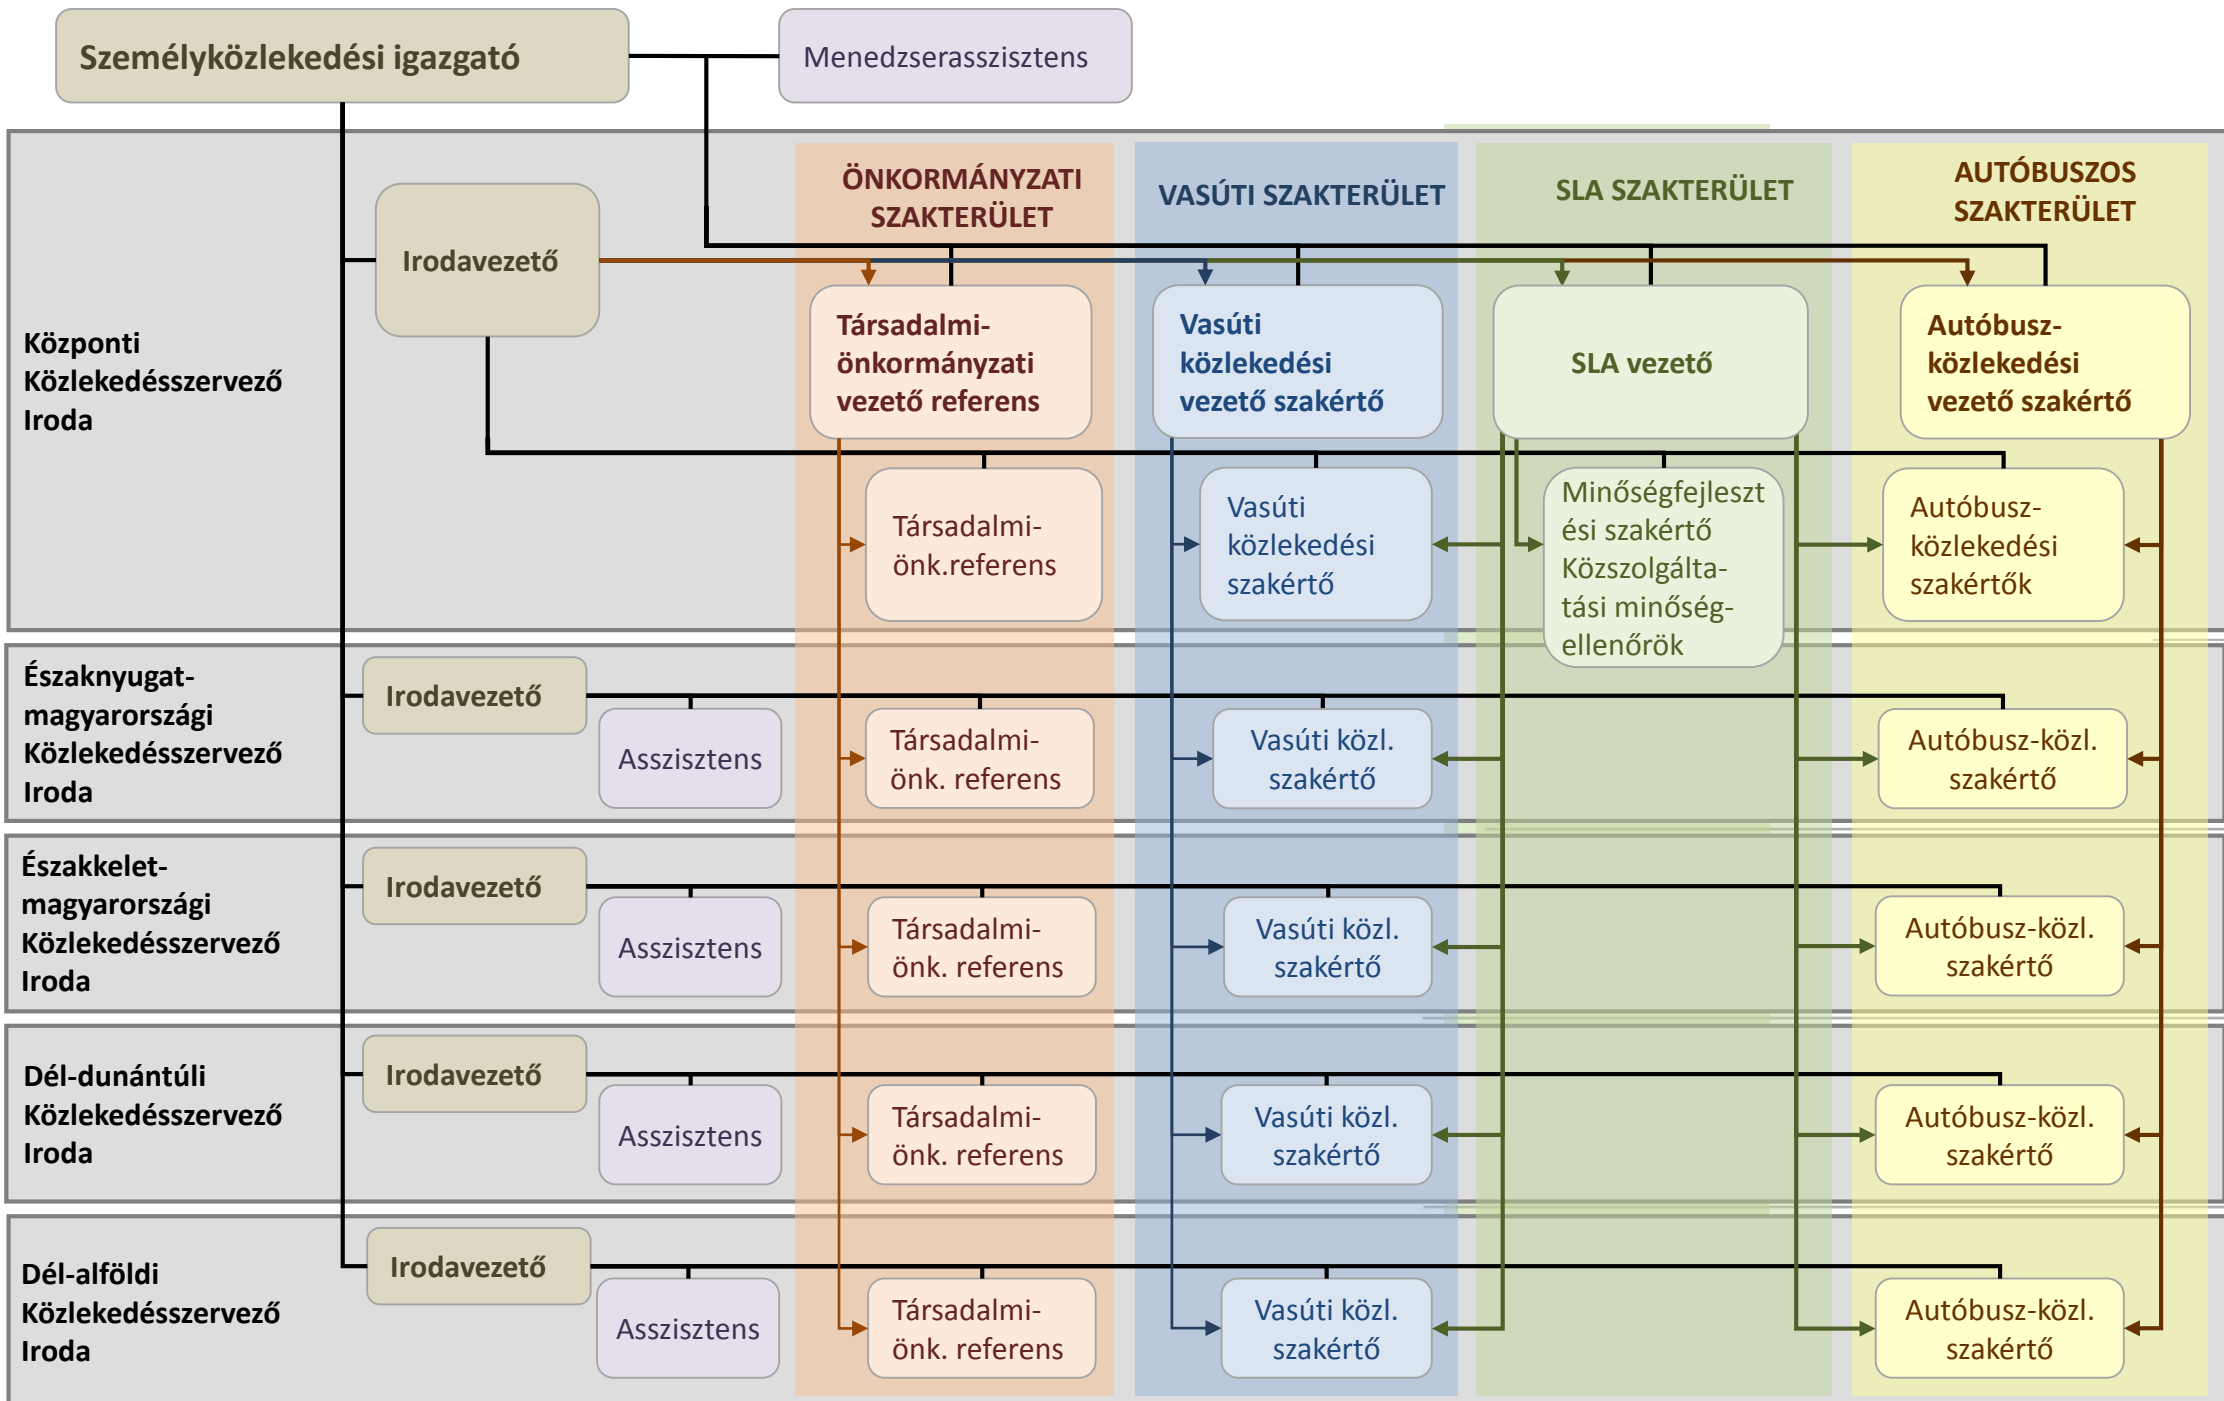 Személyközlekedési igazgató
Menedzserasszisztens
ÖNKORMÁNYZATI
SZAKTERÜLET
VASÚTI SZAKTERÜLET
SLA SZAKTERÜLET
AUTÓBUSZOS
SZAKTERÜLET
Központi
Közlekedésszervező
Iroda
Irodavezető
Társadalmi-
önkormányzati
vezető referens
Vasúti
közlekedési
vezető szakértő
SLA vezető
Autóbusz-
közlekedési
vezető szakértő
Társadalmi-
önk.referens
Vasúti
közlekedési
szakértő
Minőségfejleszt
ési szakértő
Közszolgálta-
tási minőség-
ellenőrök
Autóbusz-
közlekedési
szakértők
Északnyugat-
magyarországi
Közlekedésszervező
Iroda
Irodavezető
Asszisztens
Társadalmi-
önk. referens
Vasúti közl.
szakértő
Autóbusz-közl.
szakértő
Északkelet-
magyarországi
Közlekedésszervező
Iroda
Irodavezető
Asszisztens
Társadalmi-
önk. referens
Vasúti közl.
szakértő
Autóbusz-közl.
szakértő
Dél-dunántúli
Közlekedésszervező
Iroda
Irodavezető
Asszisztens
Társadalmi-
önk. referens
Vasúti közl.
szakértő
Autóbusz-közl.
szakértő
Dél-alföldi
Közlekedésszervező
Iroda
Irodavezető
Asszisztens
Társadalmi-
önk. referens
Vasúti közl.
szakértő
Autóbusz-közl.
szakértő